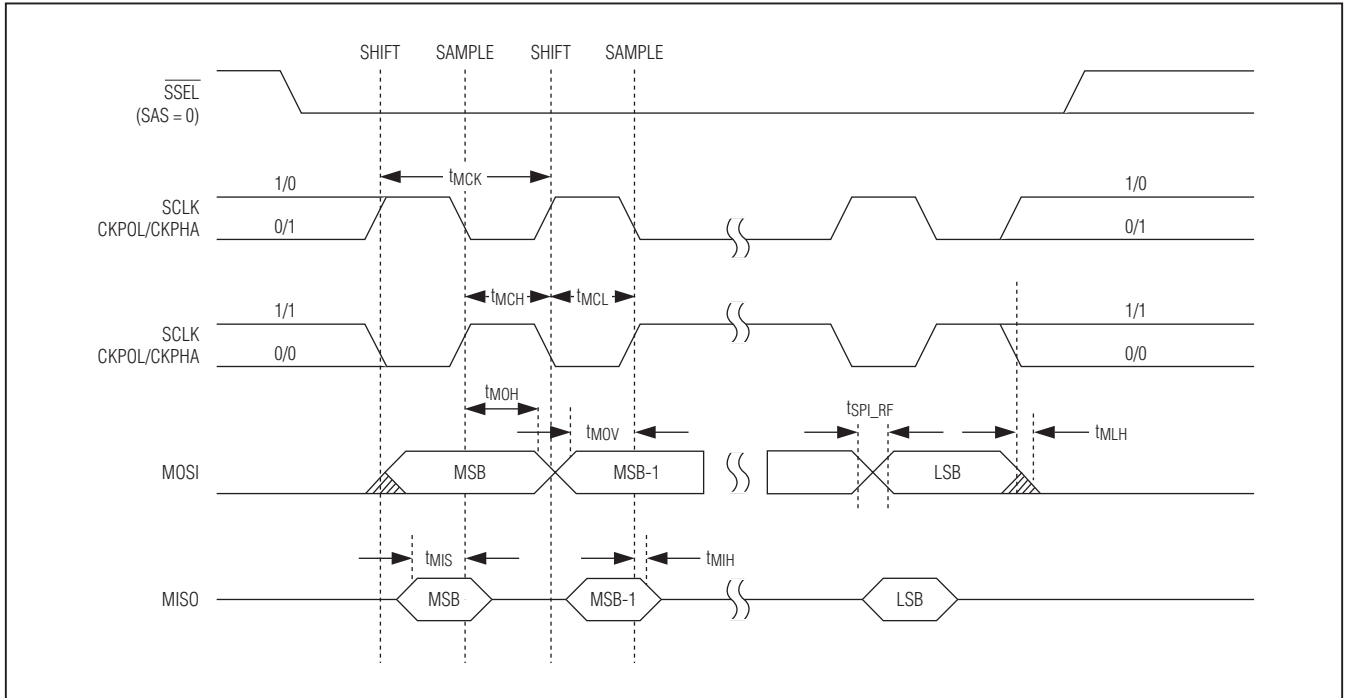 SHIFT SAMPLE SHIFT SAMPLE
SSEL
(SAS = 0)
tMCK
1/0 1/0
SCLK
CKPOL/CKPHA
0/1 0/1
tMCH tMCL
1/1 1/1
SCLK
CKPOL/CKPHA
0/0 0/0
tMOH
tSPI_RF
tMOV tMLH
MOSI MSB MSB-1 LSB
tMIS tMIH
MISO MSB MSB-1 LSB